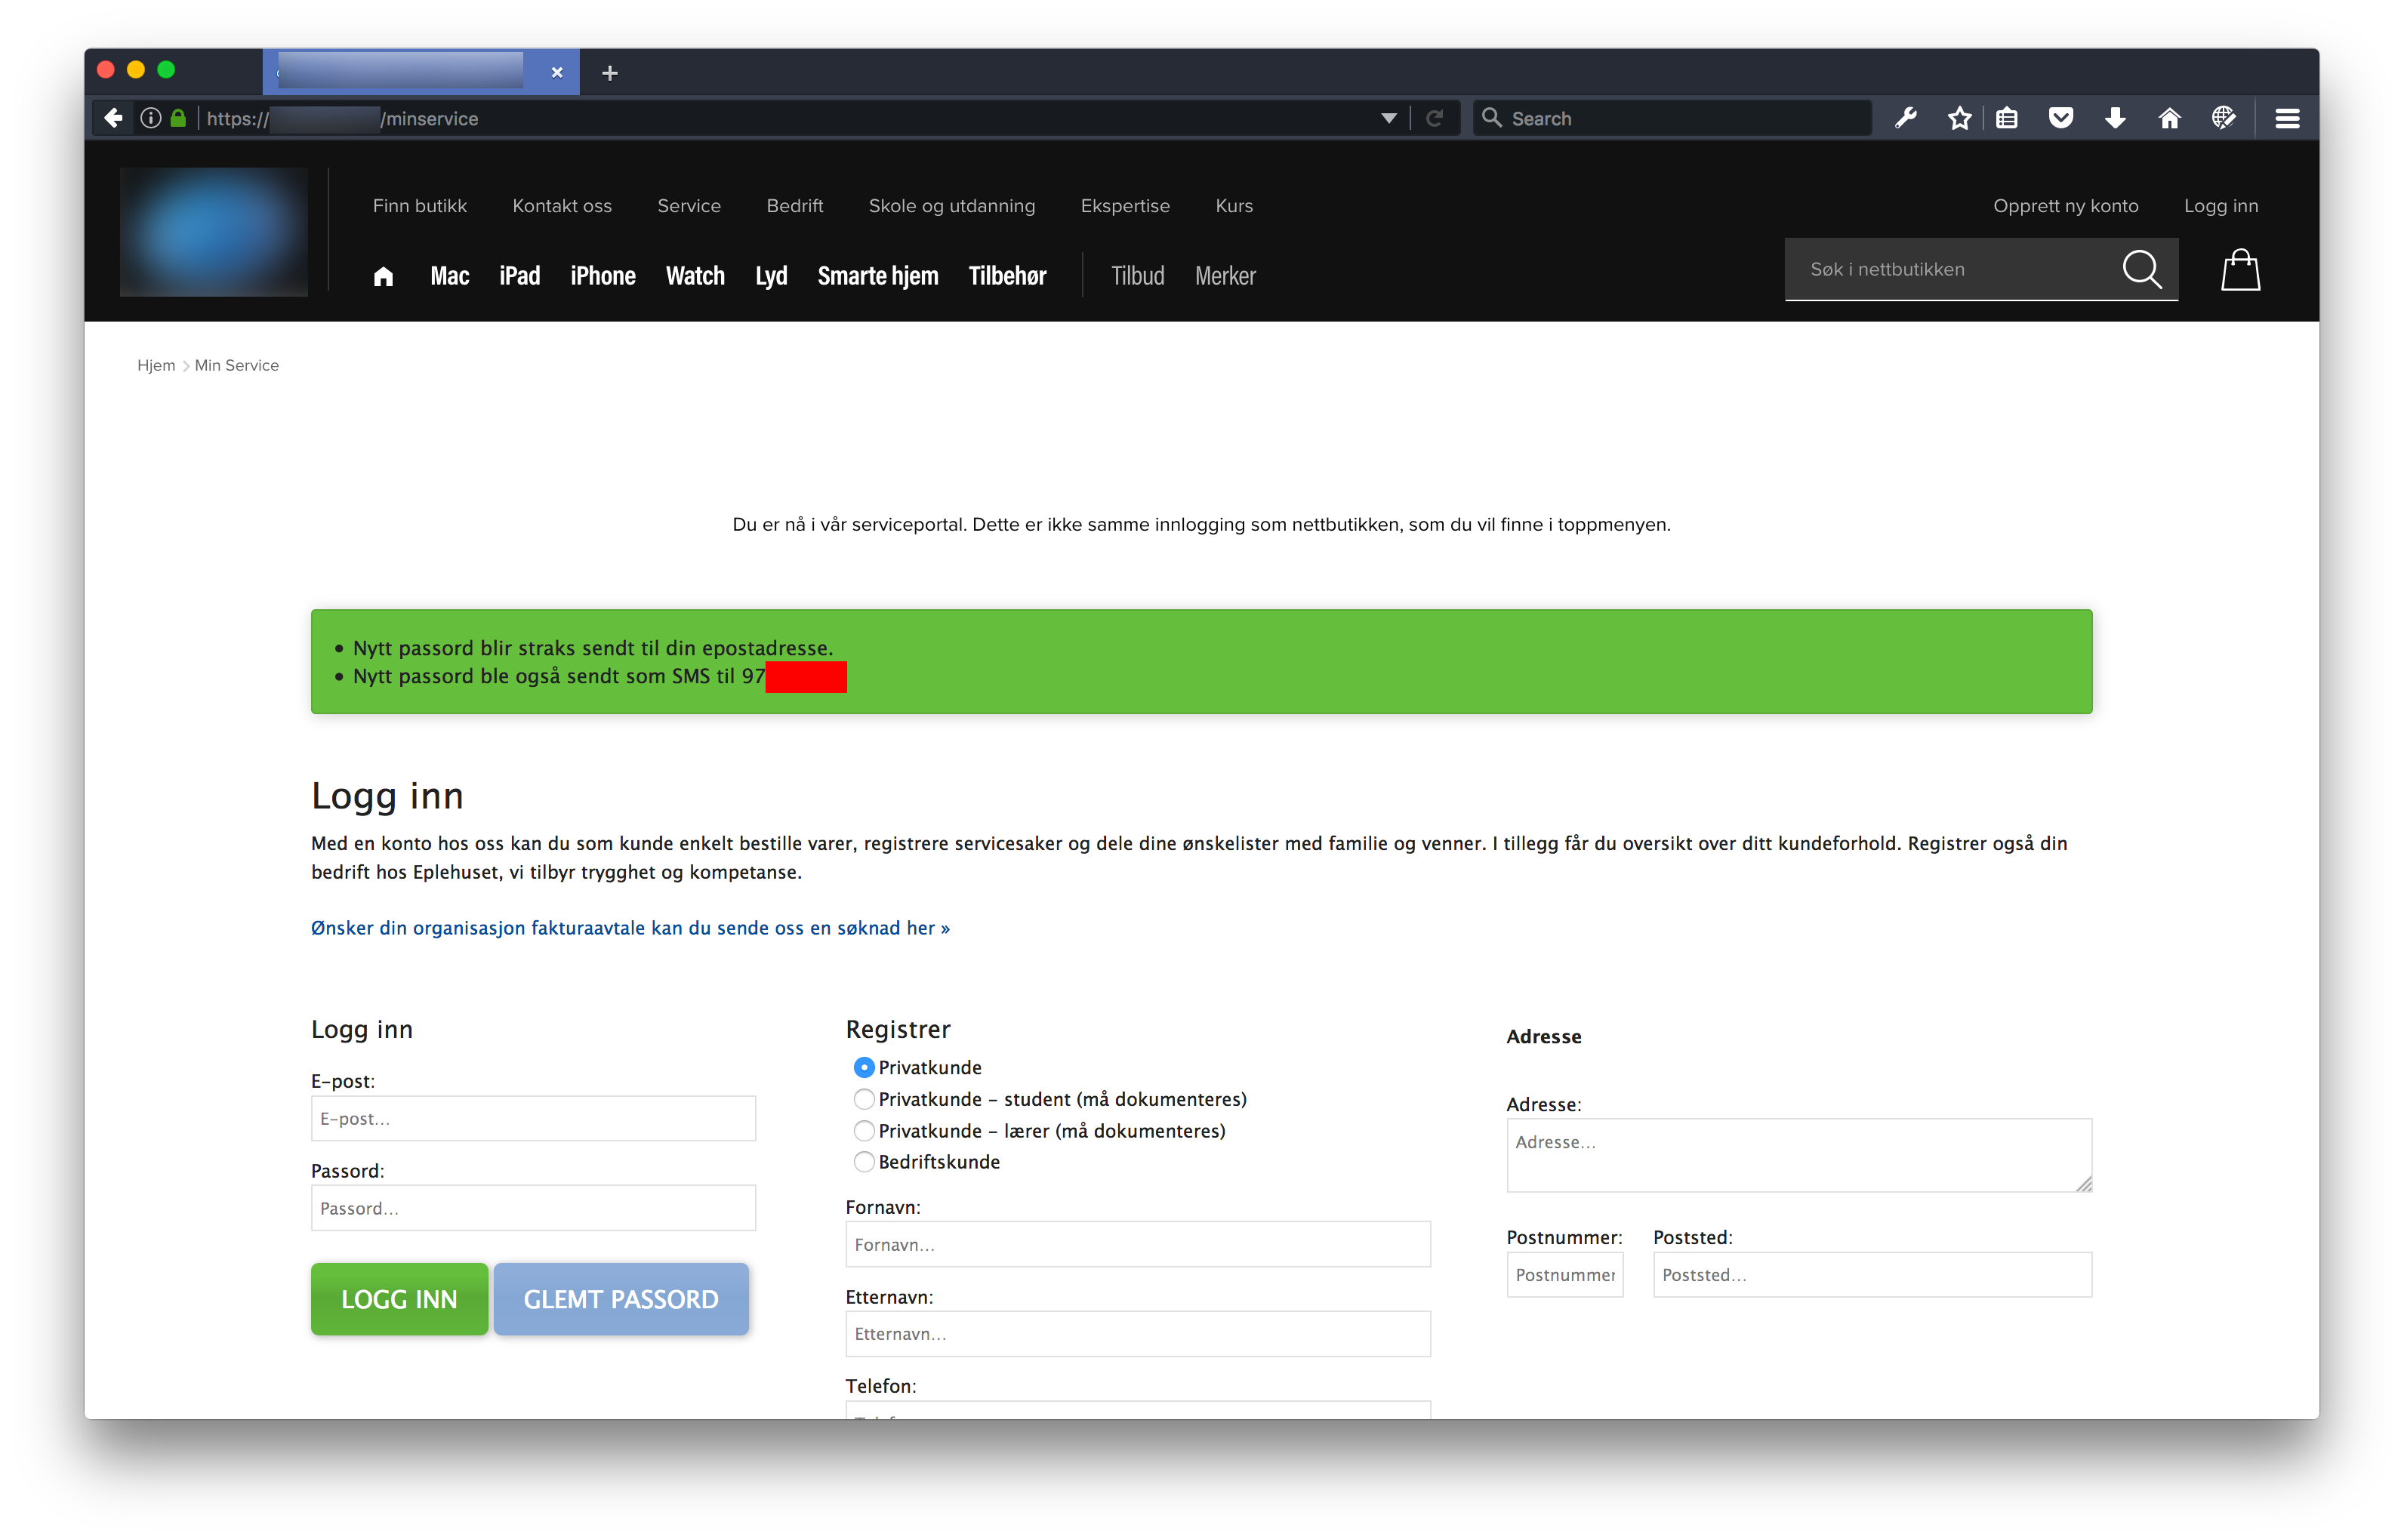 https:// /minservice
Search
Finn butikk Kontakt oss Service Bedrift Skole og utdanning Ekspertise Kurs Opprett ny konto Logg inn
Mac iPad iPhone Watch Lyd Smarte hjem Tilbehør Tilbud Merker
Søk i nettbutikken
Hjem Min Service
Du er nå i vår serviceportal. Dette er ikke samme innlogging som nettbutikken, som du vil finne i toppmenyen.
• Nytt passord blir straks sendt til din epostadresse.
• Nytt passord ble også sendt som SMS til 97
Logg inn
Med en konto hos oss kan du som kunde enkelt bestille varer, registrere servicesaker og dele dine ønskelister med familie og venner. I tillegg får du oversikt over ditt kundeforhold. Registrer også din
bedrift hos Eplehuset, vi tilbyr trygghet og kompetanse.
Ønsker din organisasjon fakturaavtale kan du sende oss en søknad her »
Logg inn
E-post:
E-post...
Passord:
Passord...
LOGG INN GLEMT PASSORD
Registrer
Privatkunde
Privatkunde – student (må dokumenteres)
Privatkunde – lærer (må dokumenteres)
Bedriftskunde
Fornavn:
Fornavn...
Etternavn:
Etternavn...
Telefon:
Adresse
Adresse:
Adresse...
Postnummer: Poststed:
Postnummer Poststed...